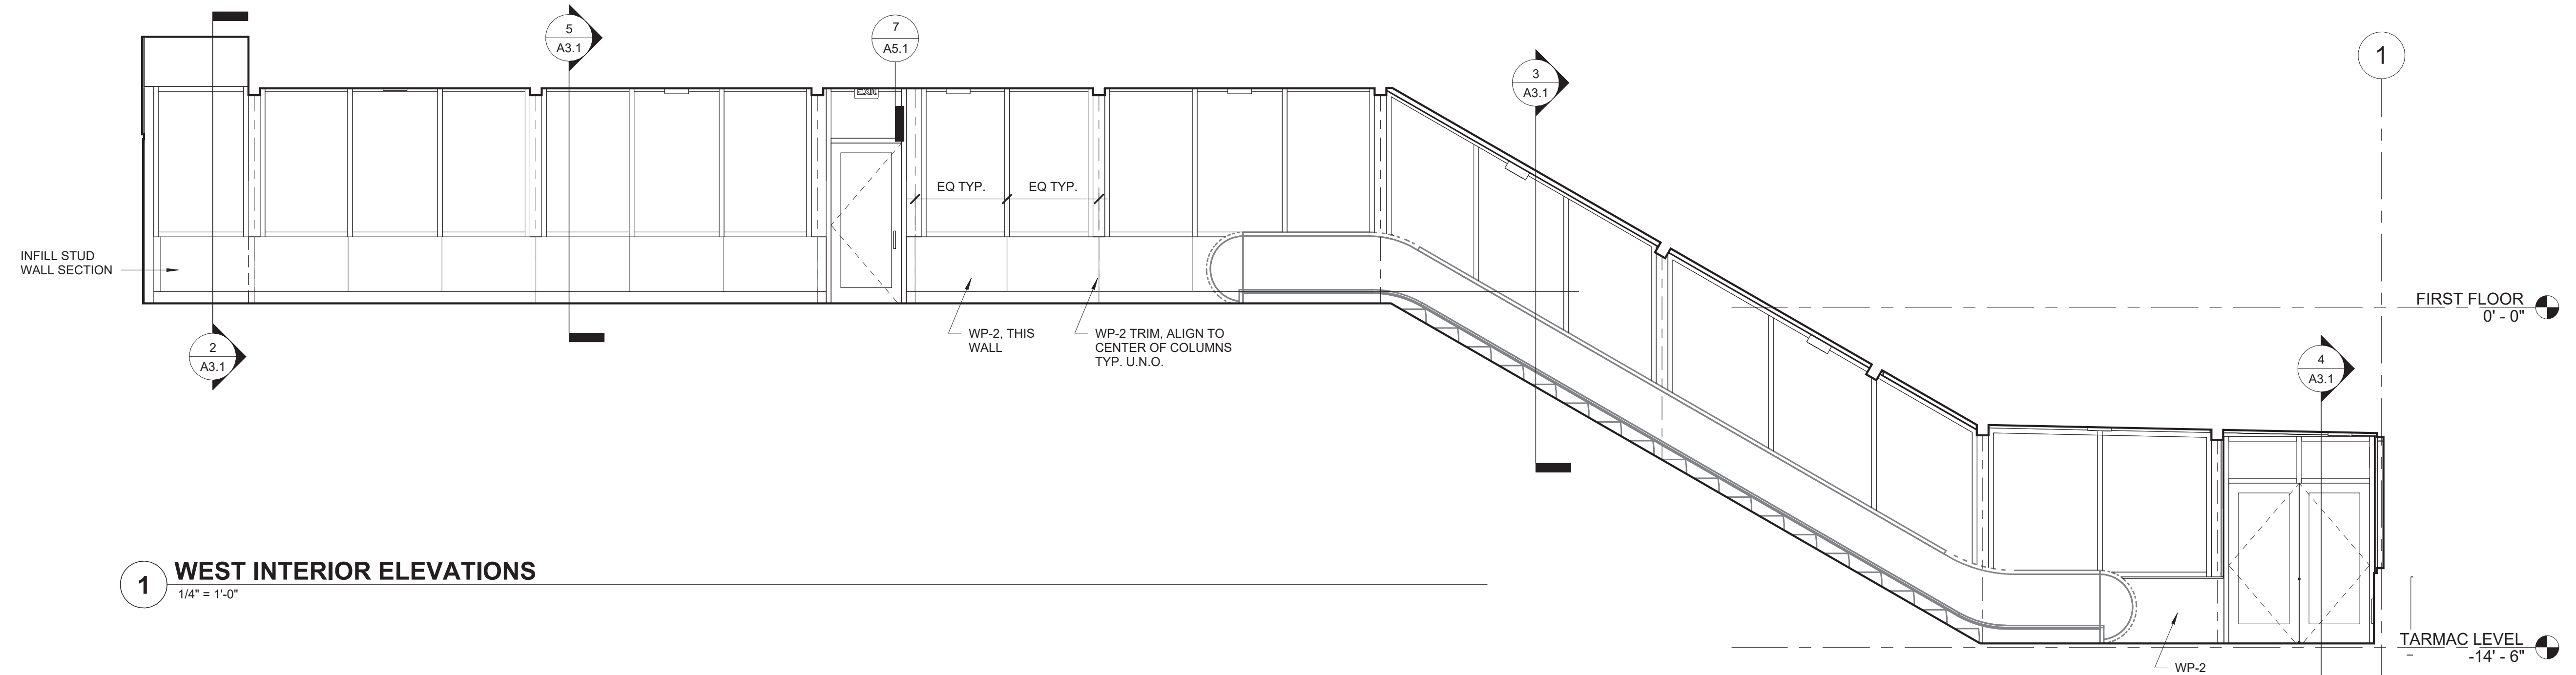 5
A3.1
7
A5.1
3
A3.1
1
EQ TYP.
EQ TYP.
INFILL STUD
WALL SECTION
FIRST FLOOR
0' - 0"
2
A3.1
WP-2, THIS
WALL
WP-2 TRIM, ALIGN TO
CENTER OF COLUMNS
TYP. U.N.O.
4
A3.1
1
WEST INTERIOR ELEVATIONS
1/4" = 1'-0"
TARMAC LEVEL
-14' - 6"
WP-2